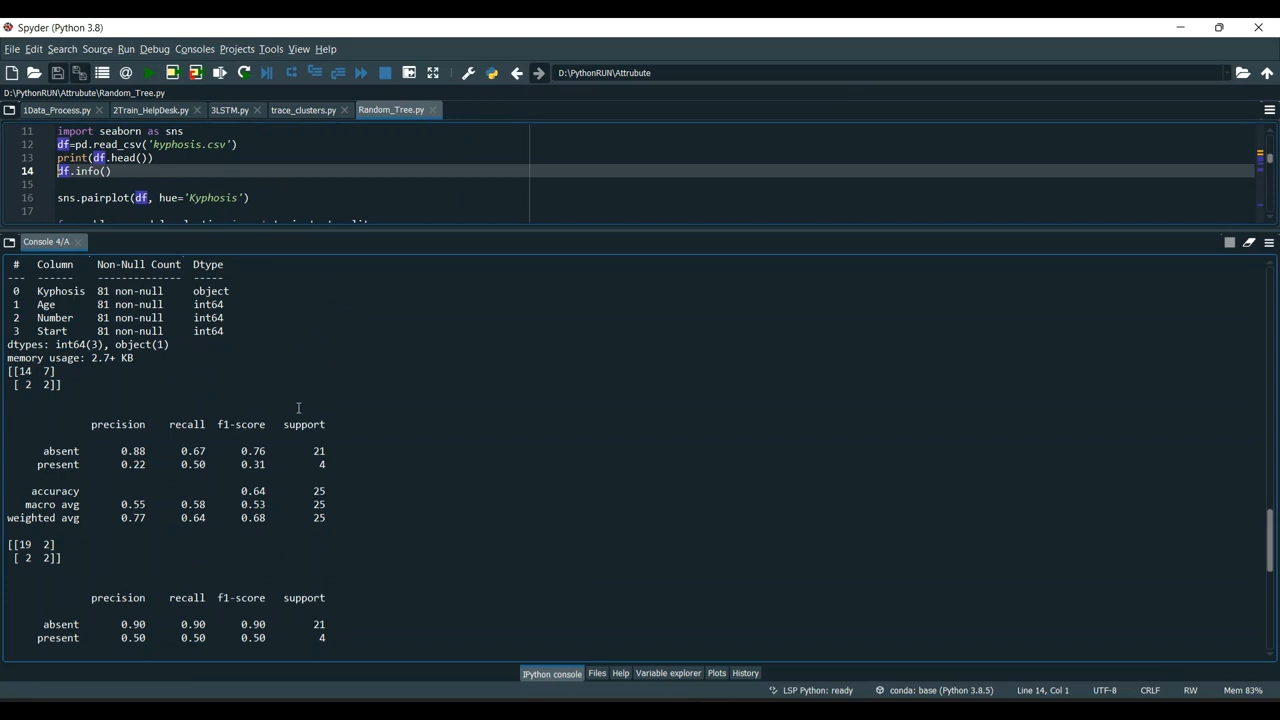 Spyder (Python 3.8)
File Edit Search Source Run Debug Consoles Projects Tools View Help
D:\PythonRUN\Attrubute
D:\PythonRUN\Attrubute\Random_Tree.py
1Data_Process.py 2Train_HelpDesk.py 3LSTM.py trace_clusters.py Random_Tree.py
11 import seaborn as sns
12 df=pd.read_csv('kyphosis.csv')
13 print(df.head())
14 df.info()
15
16 sns.pairplot(df, hue='Kyphosis')
17
Console 4/A
# Column Non-Null Count Dtype
--- ------ -------------- -----
0 Kyphosis 81 non-null object
1 Age 81 non-null int64
2 Number 81 non-null int64
3 Start 81 non-null int64
dtypes: int64(3), object(1)
memory usage: 2.7+ KB
[[14 7]
[ 2 2]]
precision recall f1-score support
absent 0.88 0.67 0.76 21
present 0.22 0.50 0.31 4
accuracy 0.64 25
macro avg 0.55 0.58 0.53 25
weighted avg 0.77 0.64 0.68 25
[[19 2]
[ 2 2]]
precision recall f1-score support
absent 0.90 0.90 0.90 21
present 0.50 0.50 0.50 4
IPython console Files Help Variable explorer Plots History
LSP Python: ready conda: base (Python 3.8.5) Line 14, Col 1 UTF-8 CRLF RW Mem 83%